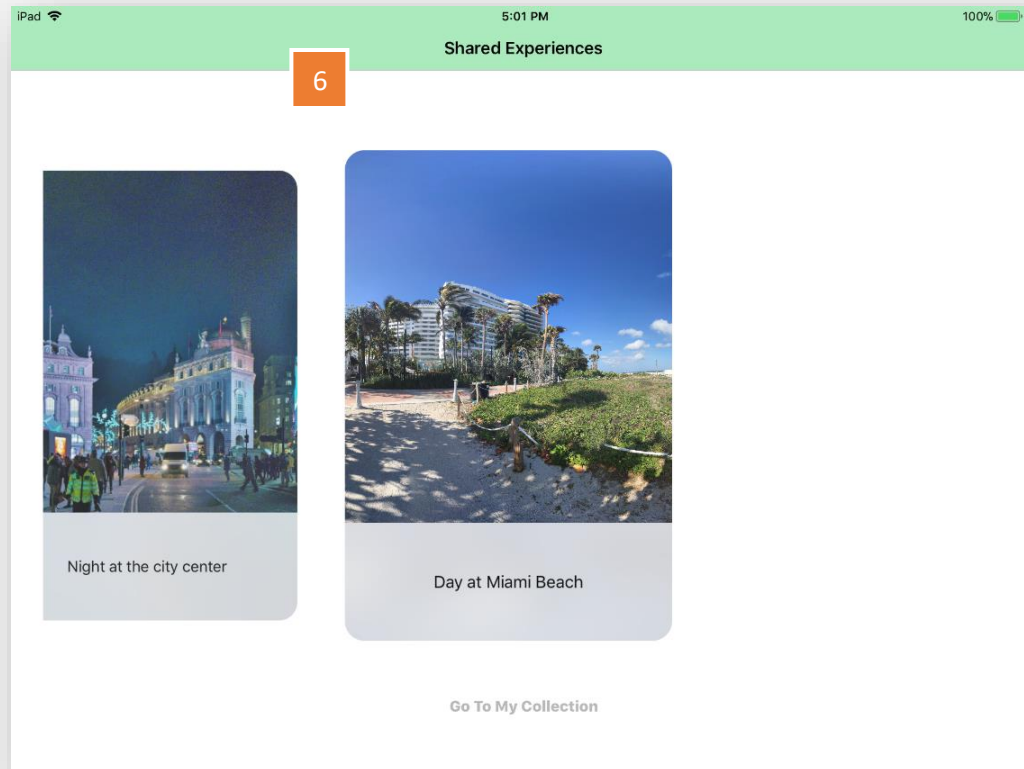 iPad
5:01 PM
100%
Shared Experiences
6
Night at the city center
Day at Miami Beach
Go To My Collection